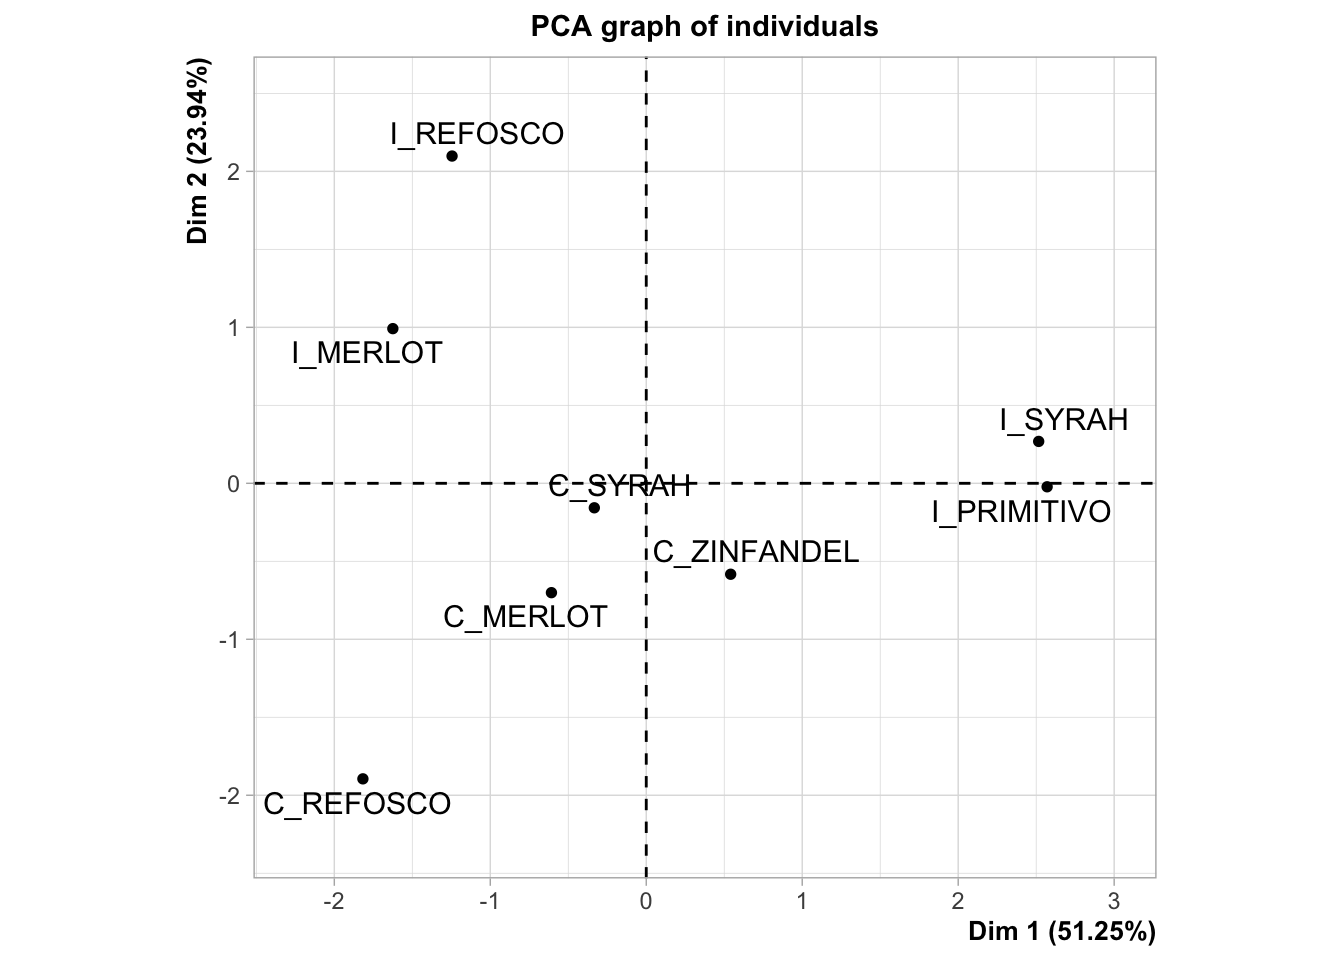 PCA graph of individuals
Dim 2 (23.94%)
I_REFOSCO
2
1
I_MERLOT
I_SYRAH
0
C_SYRAH
I_PRIMITIVO
C_ZINFANDEL
C_MERLOT
-1
-2
C_REFOSCO
-2
-1
0
1
2
3
Dim 1 (51.25%)